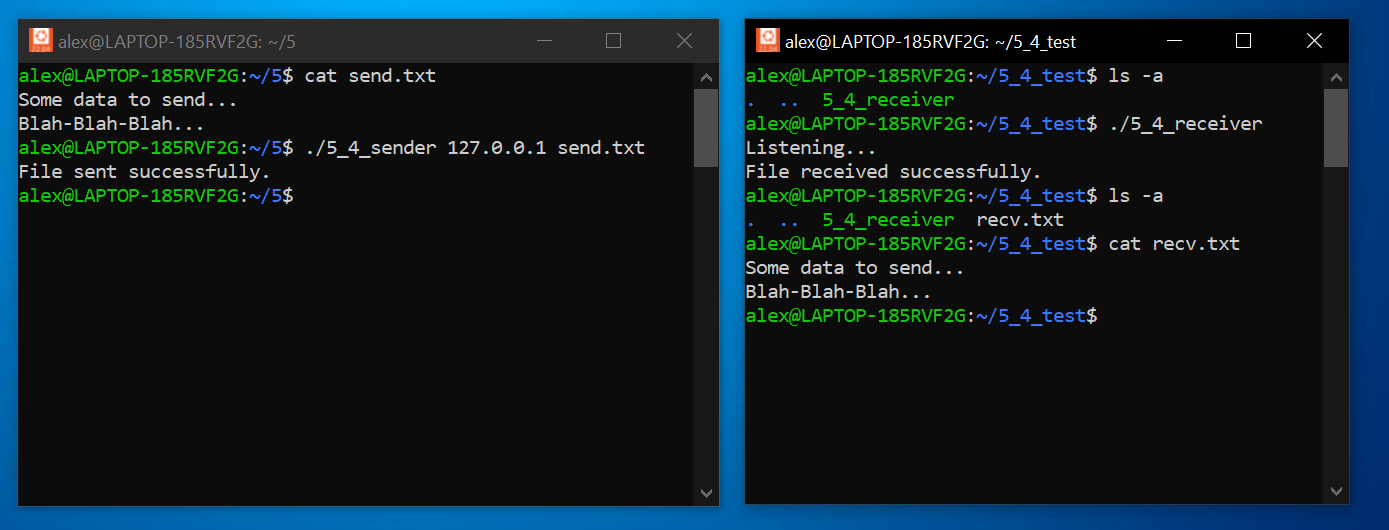 alex@LAPTOP-185RVF2G: ~/5
alex@LAPTOP-185RVF2G:~/5$ cat send.txt
Some data to send...
Blah-Blah-Blah...
alex@LAPTOP-185RVF2G:~/5$ ./5_4_sender 127.0.0.1 send.txt
File sent successfully.
alex@LAPTOP-185RVF2G:~/5$
alex@LAPTOP-185RVF2G: ~/5_4_test
alex@LAPTOP-185RVF2G:~/5_4_test$ ls -a
.  ..  5_4_receiver
alex@LAPTOP-185RVF2G:~/5_4_test$ ./5_4_receiver
Listening...
File received successfully.
alex@LAPTOP-185RVF2G:~/5_4_test$ ls -a
.  ..  5_4_receiver  recv.txt
alex@LAPTOP-185RVF2G:~/5_4_test$ cat recv.txt
Some data to send...
Blah-Blah-Blah...
alex@LAPTOP-185RVF2G:~/5_4_test$